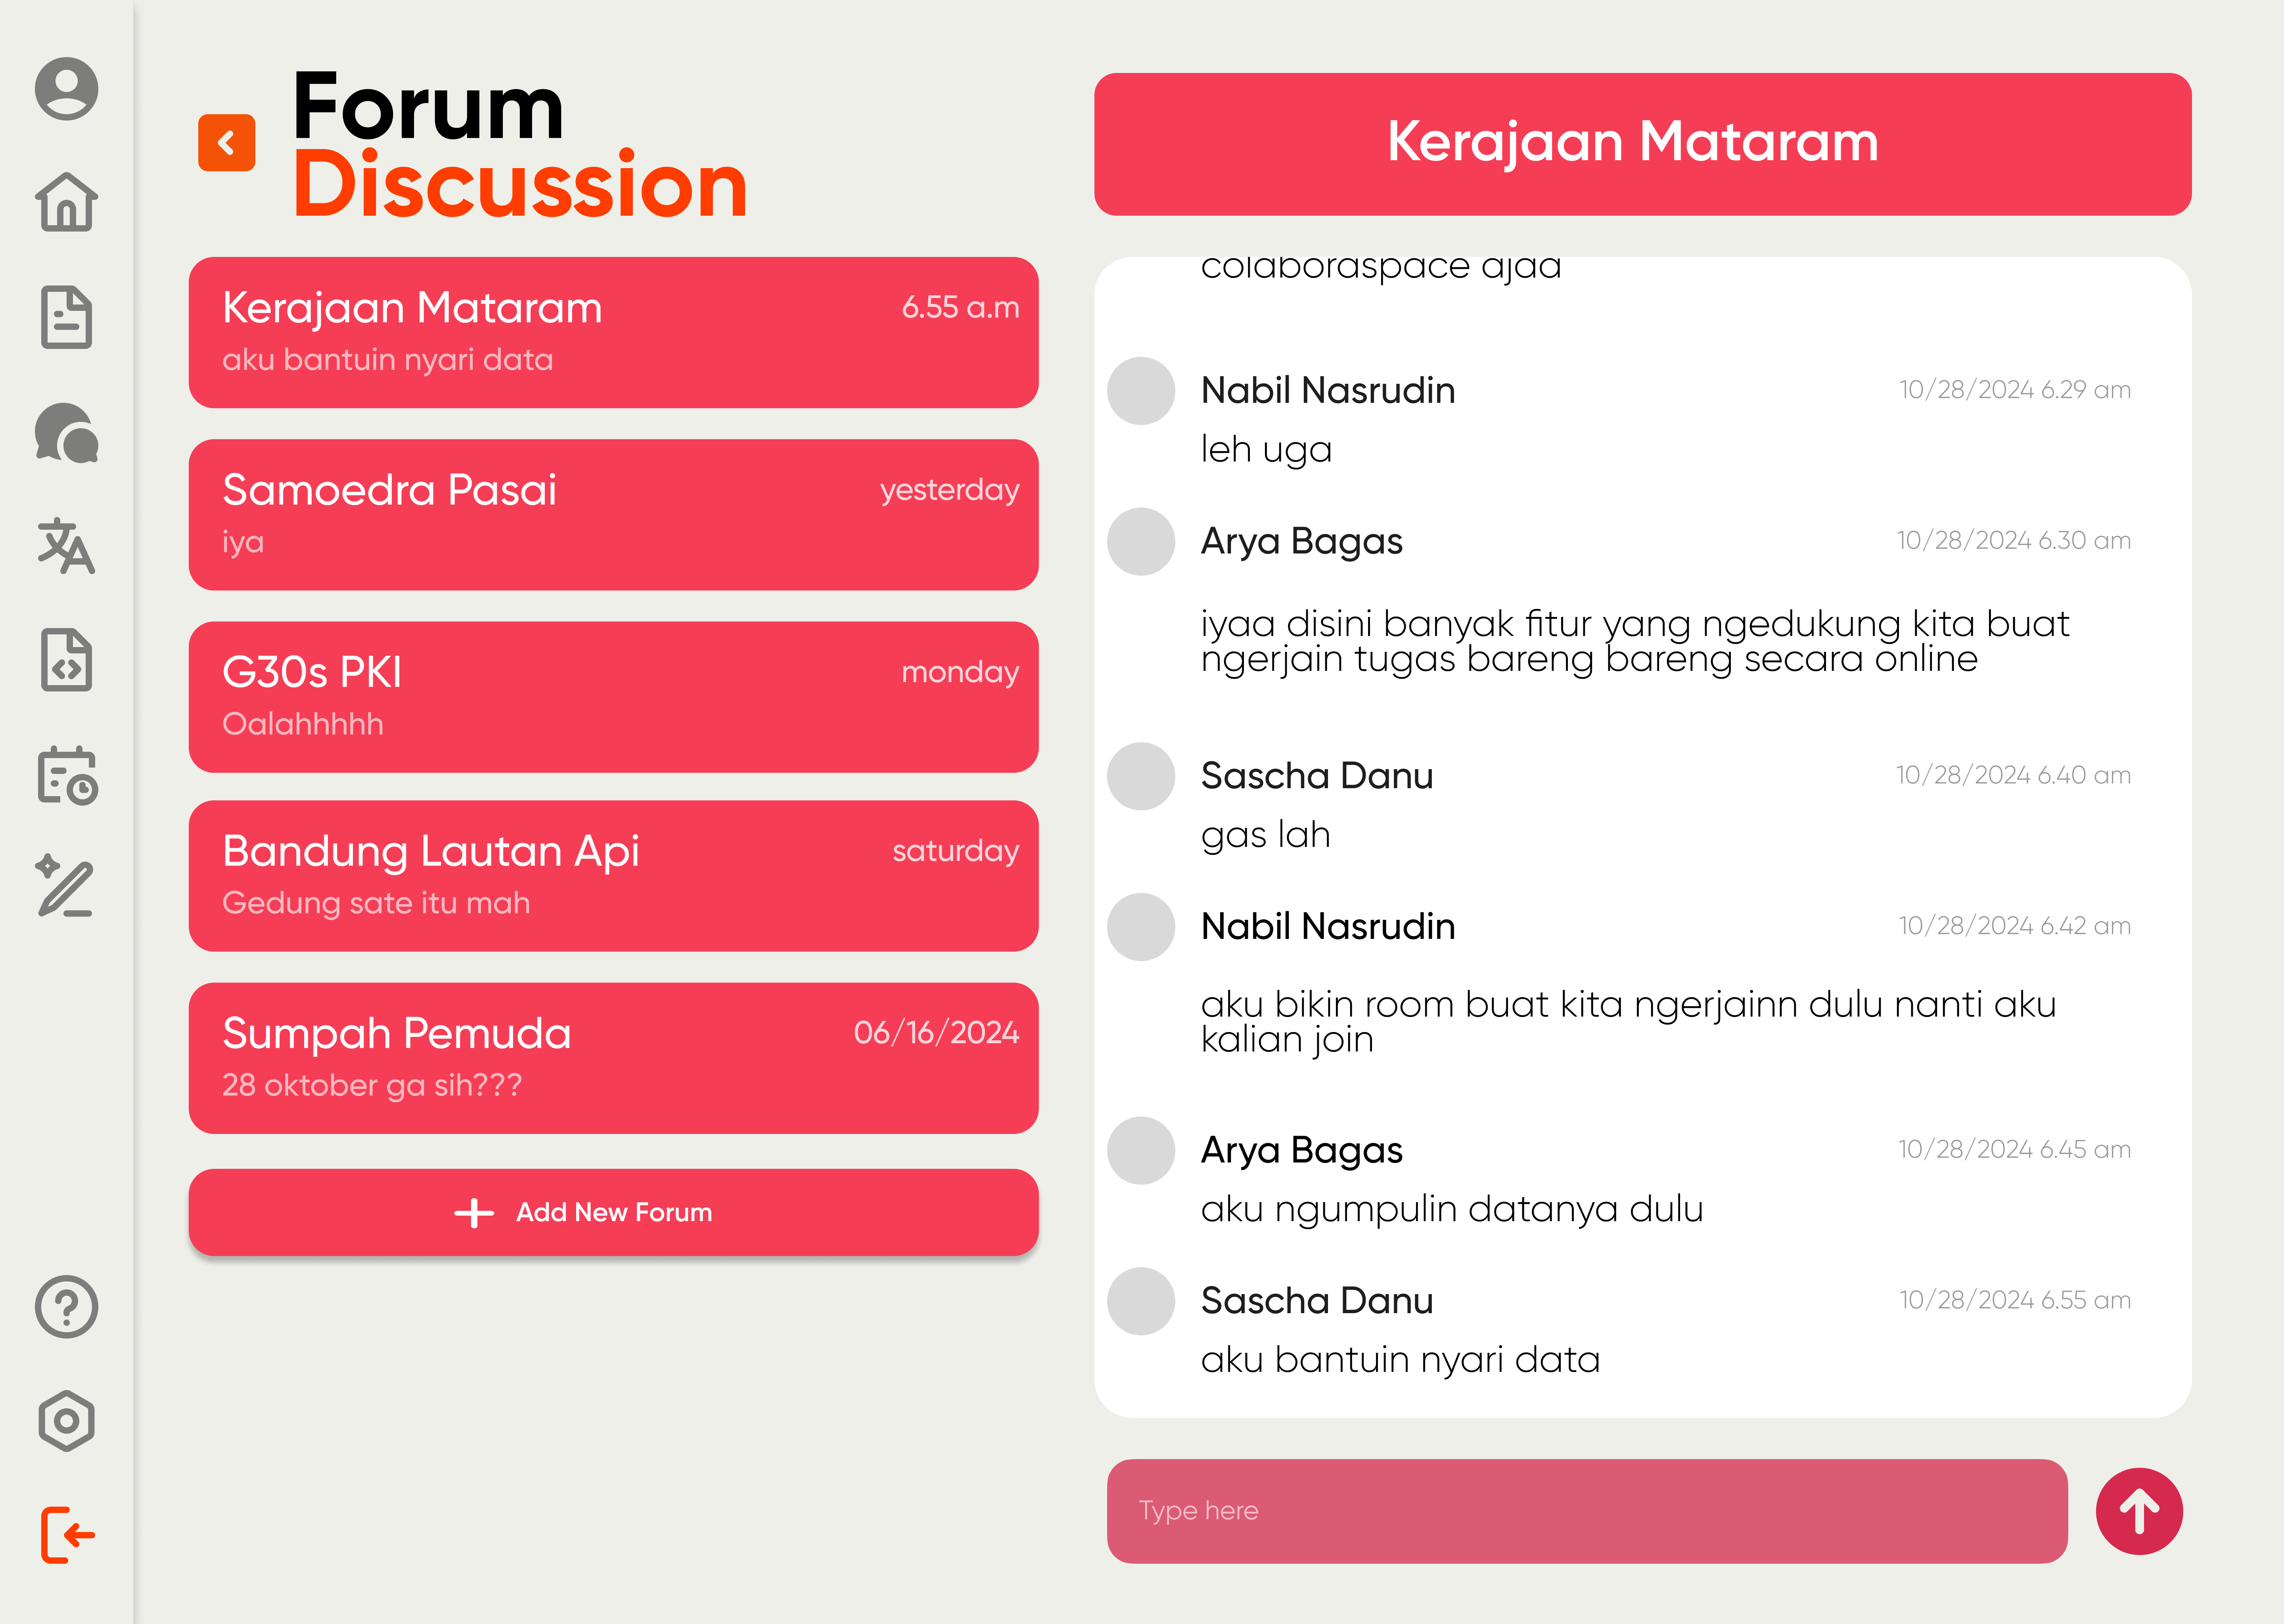 Forum
Discussion
Kerajaan Mataram
6.55 a.m
aku bantuin nyari data
Samoedra Pasai
yesterday
iya
G30s PKI
monday
Oalahhhhh
Bandung Lautan Api
saturday
Gedung sate itu mah
Sumpah Pemuda
06/16/2024
28 oktober ga sih???
Add New Forum
Kerajaan Mataram
colaboraspace ajaa
Nabil Nasrudin
10/28/2024 6.29 am
leh uga
Arya Bagas
10/28/2024 6.30 am
iyaa disini banyak fitur yang ngedukung kita buat
ngerjain tugas bareng bareng secara online
Sascha Danu
10/28/2024 6.40 am
gas lah
Nabil Nasrudin
10/28/2024 6.42 am
aku bikin room buat kita ngerjainn dulu nanti aku
kalian join
Arya Bagas
10/28/2024 6.45 am
aku ngumpulin datanya dulu
Sascha Danu
10/28/2024 6.55 am
aku bantuin nyari data
Type here